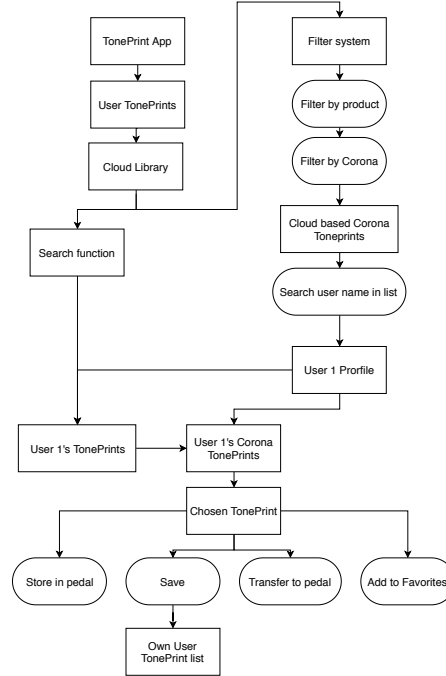 TonePrint App
Filter system
User TonePrints
Filter by product
Cloud Library
Filter by Corona
Cloud based Corona
Toneprints
Search function
Search user name in list
User 1 Prorfile
User 1's TonePrints
User 1's Corona
TonePrints
Chosen TonePrint
Store in pedal
Save
Transfer to pedal
Add to Favorites
Own User
TonePrint list